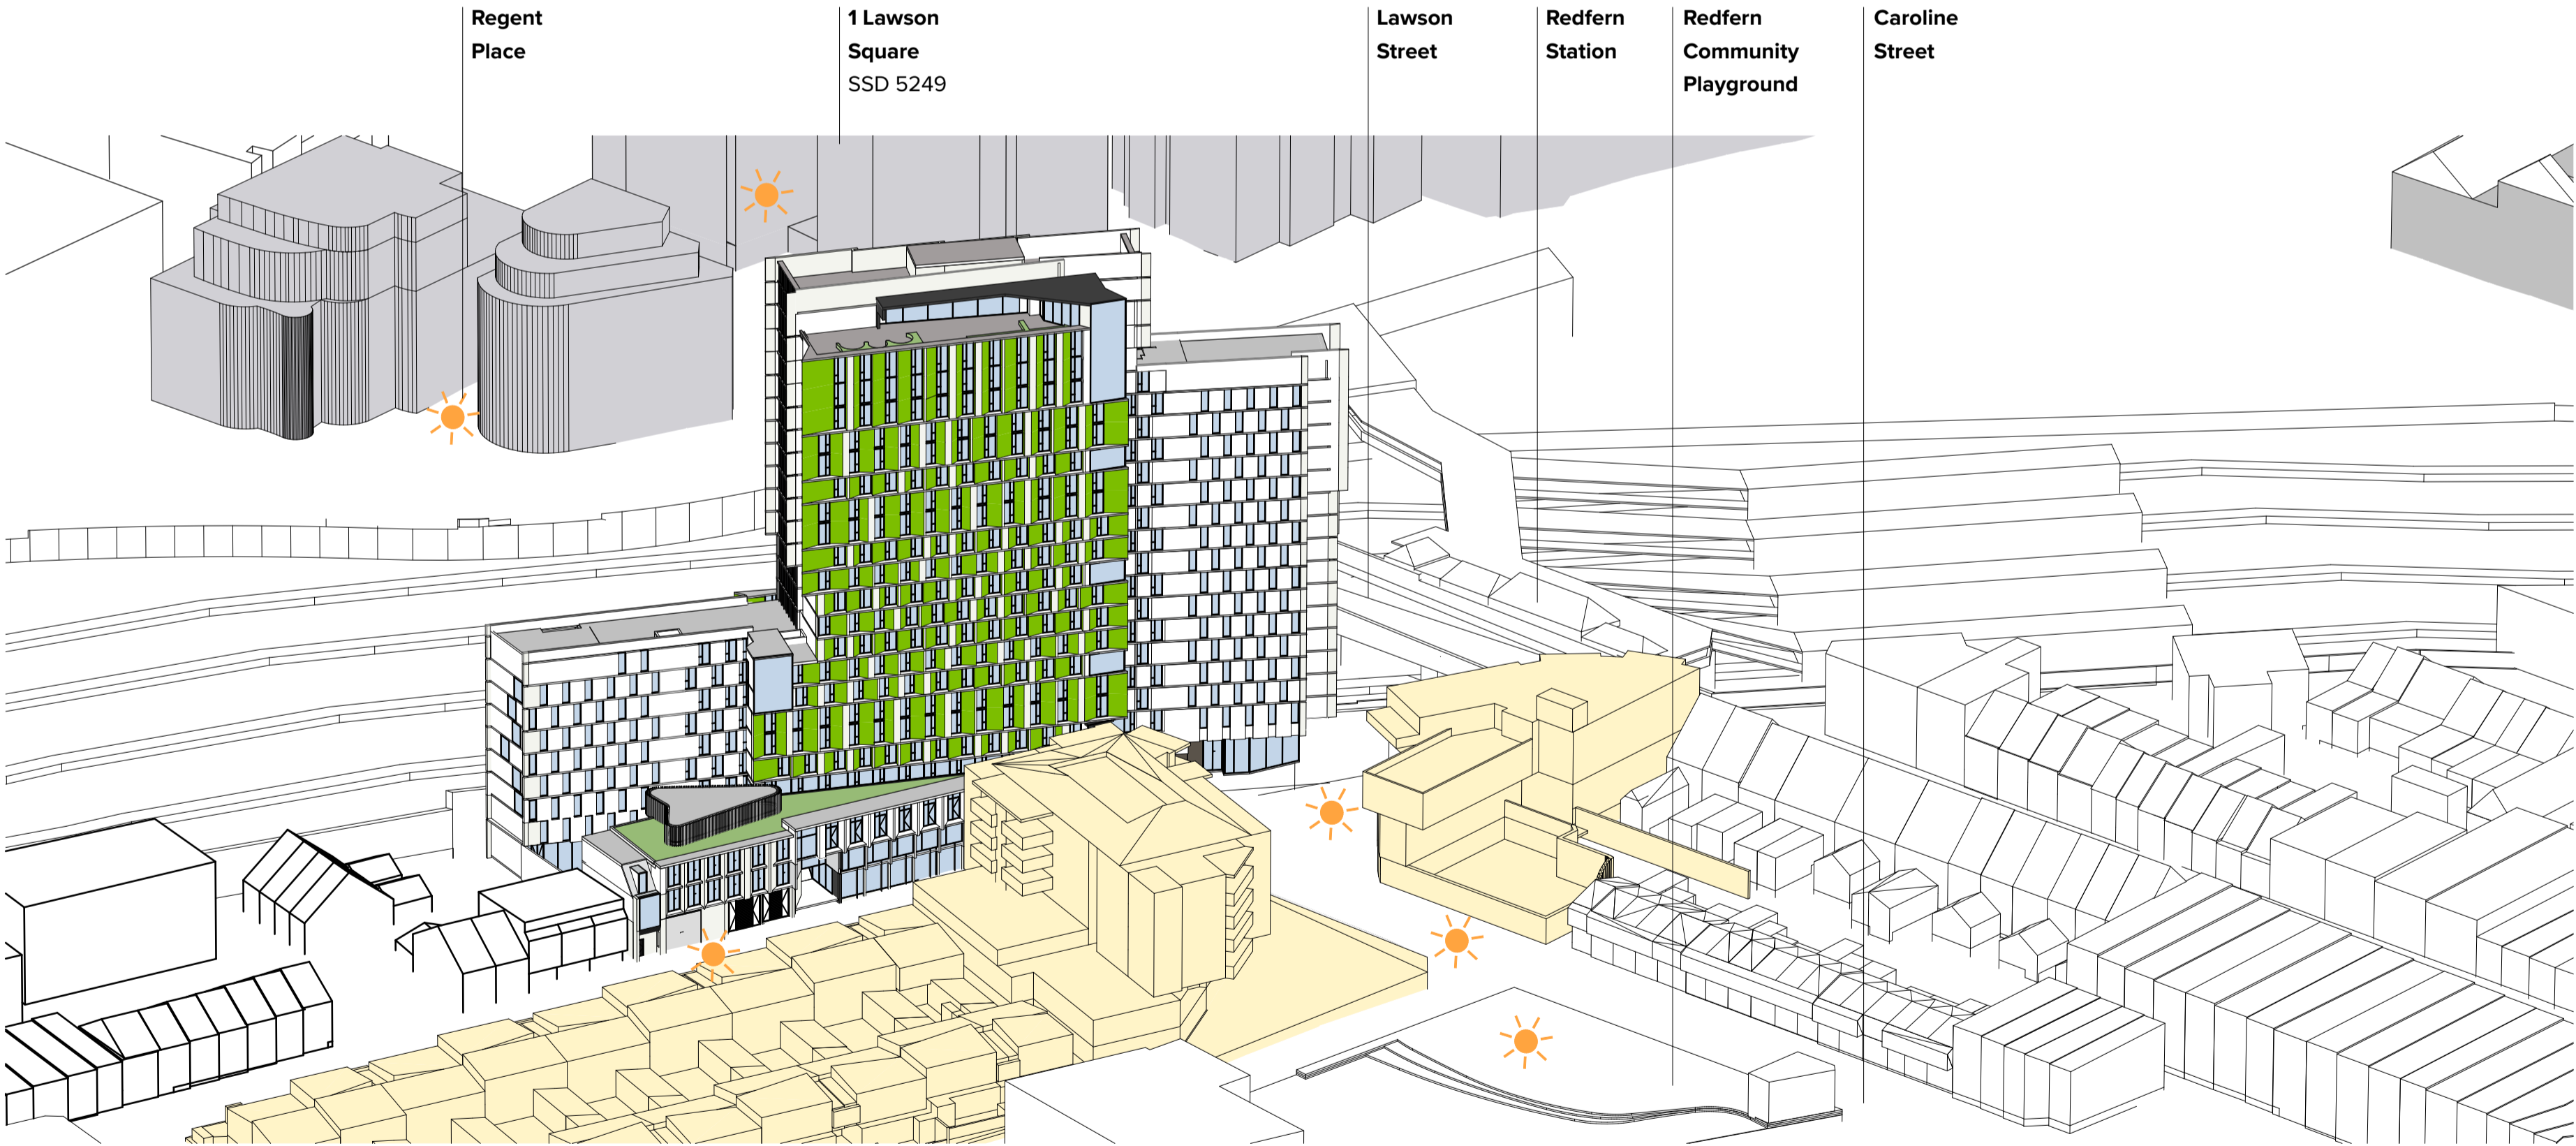 Regent
Place
1 Lawson
Square
SSD 5249
Lawson
Street
Redfern
Station
Redfern
Community
Playground
Caroline
Street